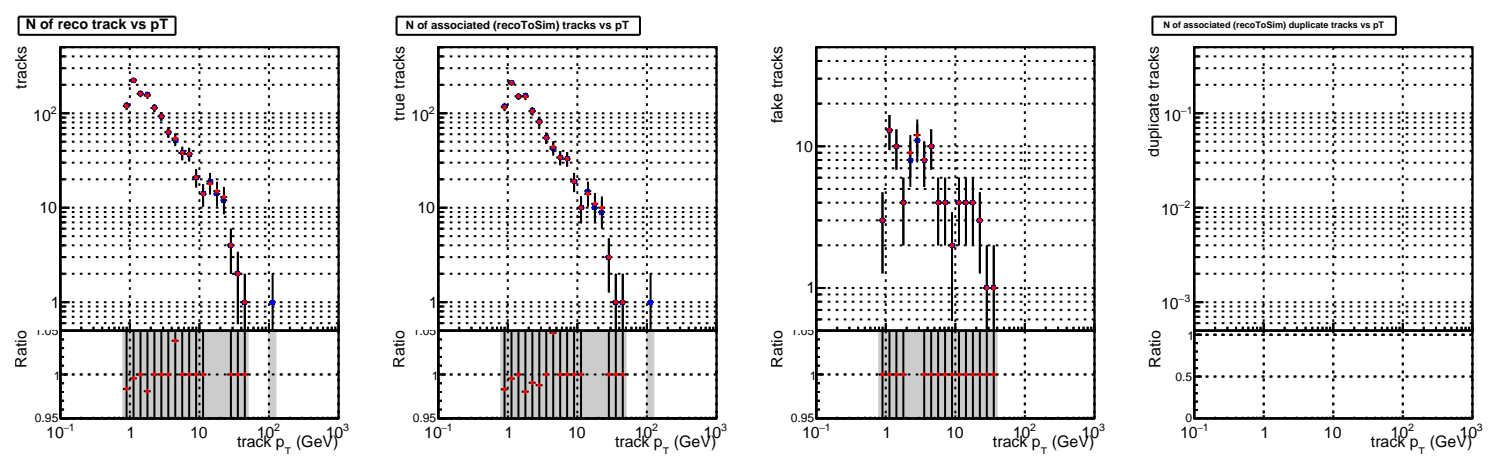 N of reco track vs pT
tracks
10²
10
1
Ratio
1.05
1
0.95
10⁻¹ 1 10 10² 10³
track p_T (GeV)
N of associated (recoToSim) tracks vs pT
true tracks
10²
10
1
Ratio
1.05
1
0.95
10⁻¹ 1 10 10² 10³
track p_T (GeV)
fake tracks
10
1
Ratio
1.05
1
0.95
10⁻¹ 1 10 10² 10³
track p_T (GeV)
N of associated (recoToSim) duplicate tracks vs pT
duplicate tracks
10⁻¹
10⁻²
10⁻³
Ratio
1
0.5
0
10⁻¹ 1 10 10² 10³
track p_T (GeV)